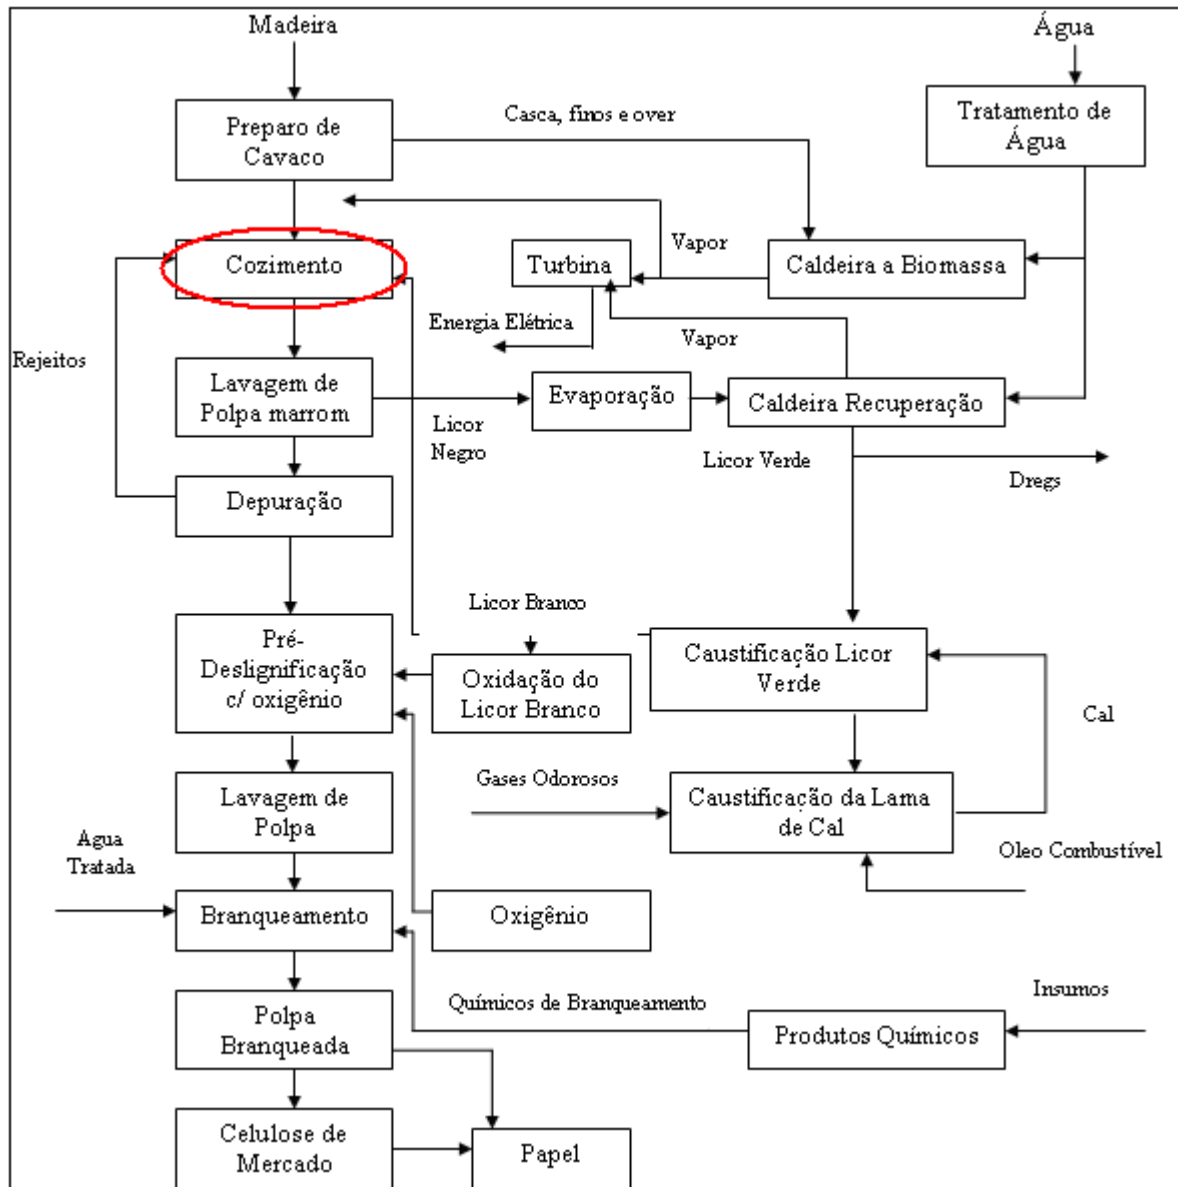 Madeira
Água
Preparo de
Cavaco
Casca, finos e over
Tratamento de
Água
Cozimento
Turbina
Vapor
Caldeira a Biomassa
Energia Elétrica
Vapor
Rejeitos
Lavagem de
Polpa marrom
Evaporação
Caldeira Recuperação
Licor
Negro
Licor Verde
Dregs
Depuração
Licor Branco
Pré-
Deslignificação
c/ oxigênio
Oxidação do
Licor Branco
Caustificação Licor
Verde
Cal
Gases Odorosos
Lavagem de
Polpa
Caustificação da Lama
de Cal
Agua
Tratada
Oleo Combustível
Branqueamento
Oxigênio
Polpa
Branqueada
Químicos de Branqueamento
Produtos Químicos
Insumos
Celulose de
Mercado
Papel